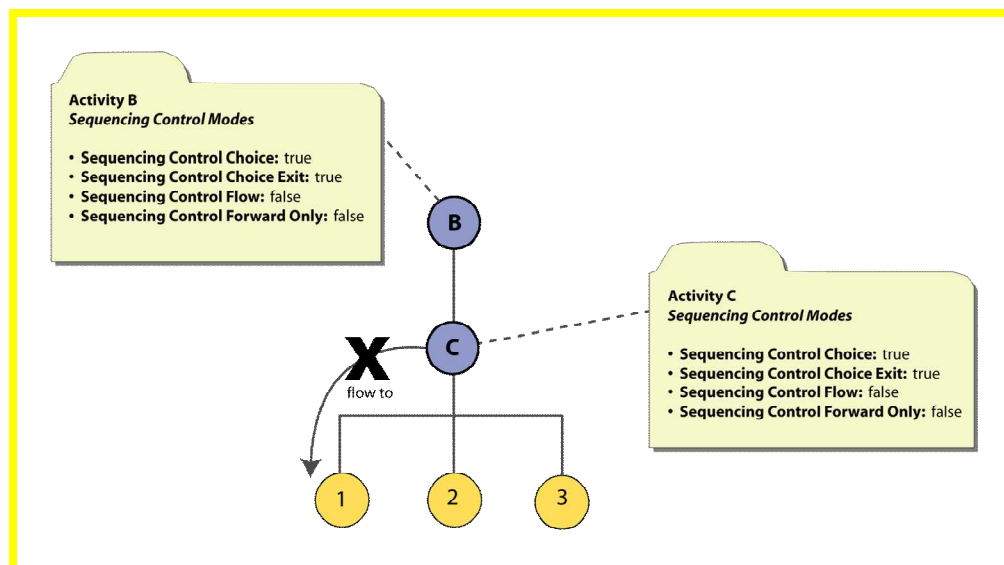 Activity B
Sequencing Control Modes
• Sequencing Control Choice: true
• Sequencing Control Choice Exit: true
• Sequencing Control Flow: false
• Sequencing Control Forward Only: false
B
Activity C
Sequencing Control Modes
• Sequencing Control Choice: true
• Sequencing Control Choice Exit: true
• Sequencing Control Flow: false
• Sequencing Control Forward Only: false
C
X
flow to
1
2
3